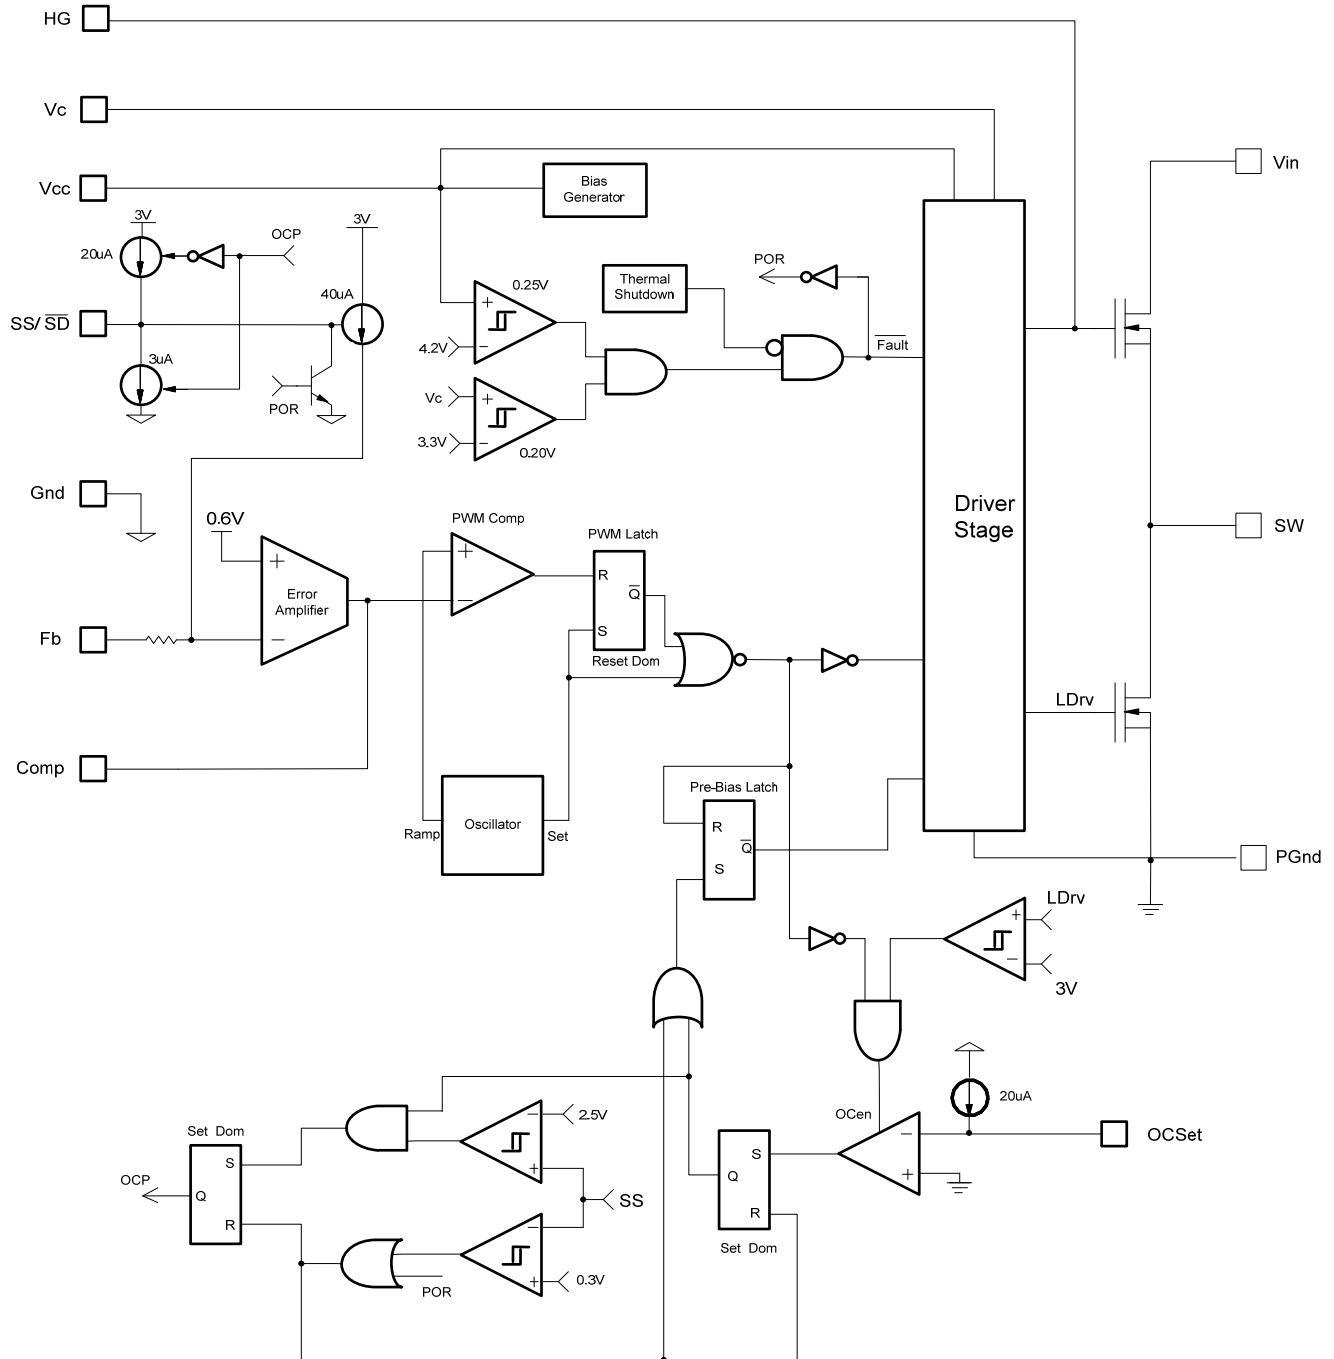 HG
Vc
Vcc
Bias
Generator
Vin
3V
20uA
OCP
3V
40uA
SS/ S̅D̅
3uA
POR
0.25V
4.2V
Vc
3.3V
0.20V
Thermal
Shutdown
POR
F̅a̅u̅l̅t̅
Gnd
0.6V
Error
Amplifier
+
−
Fb
Comp
PWM Comp
+
−
PWM Latch
R
Q̅
S
Reset Dom
Driver
Stage
SW
LDrv
Ramp
Oscillator
Set
Pre-Bias Latch
R
Q̅
S
PGnd
LDrv
+
−
3V
20uA
OCen
−
+
OCSet
2.5V
SS
0.3V
POR
Set Dom
S
Q
R
OCP
S
Q
R
Set Dom